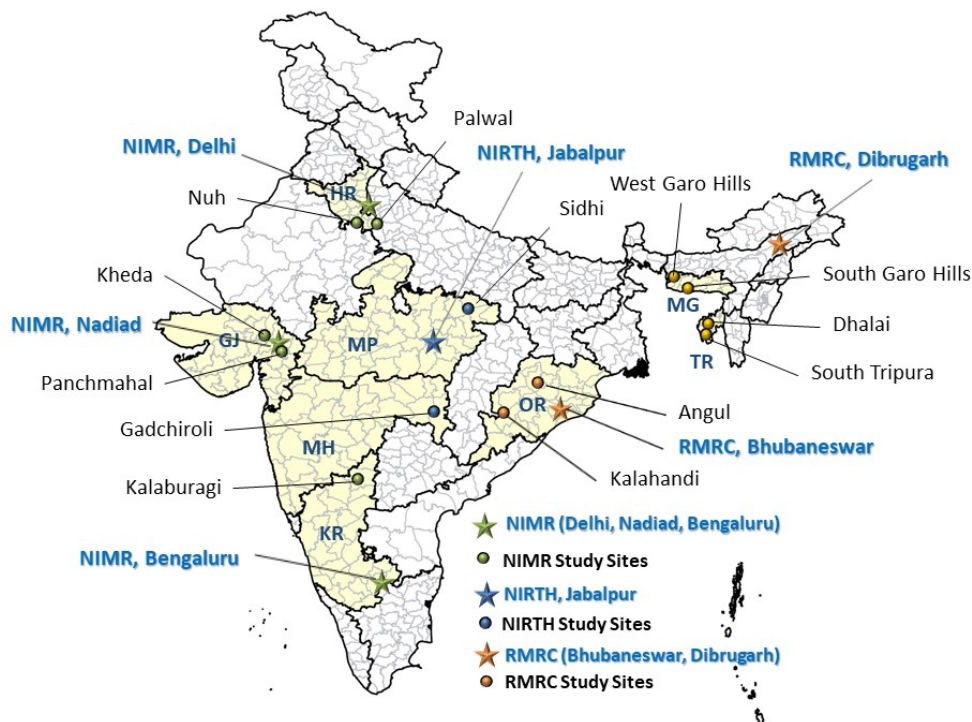 Palwal
NIMR, Delhi
NIRTH, Jabalpur
RMRC, Dibrugarh
West Garo Hills
HR
Nuh
Sidhi
Kheda
South Garo Hills
MG
NIMR, Nadiad
GJ
MP
Dhalai
TR
South Tripura
Panchmahal
OR
Angul
Gadchiroli
MH
RMRC, Bhubaneswar
Kalahandi
Kalaburagi
KR
NIMR (Delhi, Nadiad, Bengaluru)
NIMR, Bengaluru
NIMR Study Sites
NIRTH, Jabalpur
NIRTH Study Sites
RMRC (Bhubaneswar, Dibrugarh)
RMRC Study Sites